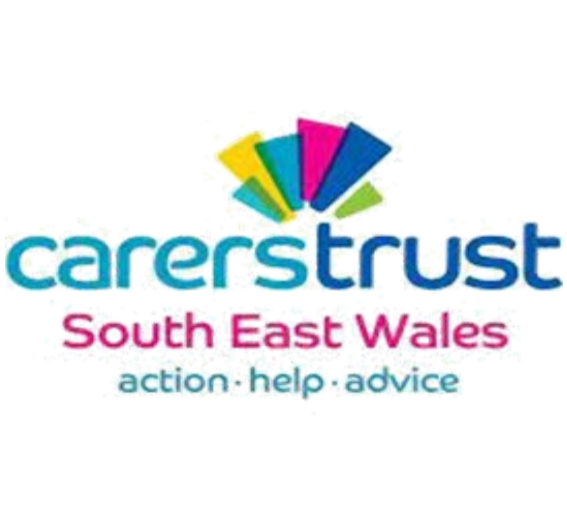 carerstrust
South East Wales
action · help · advice